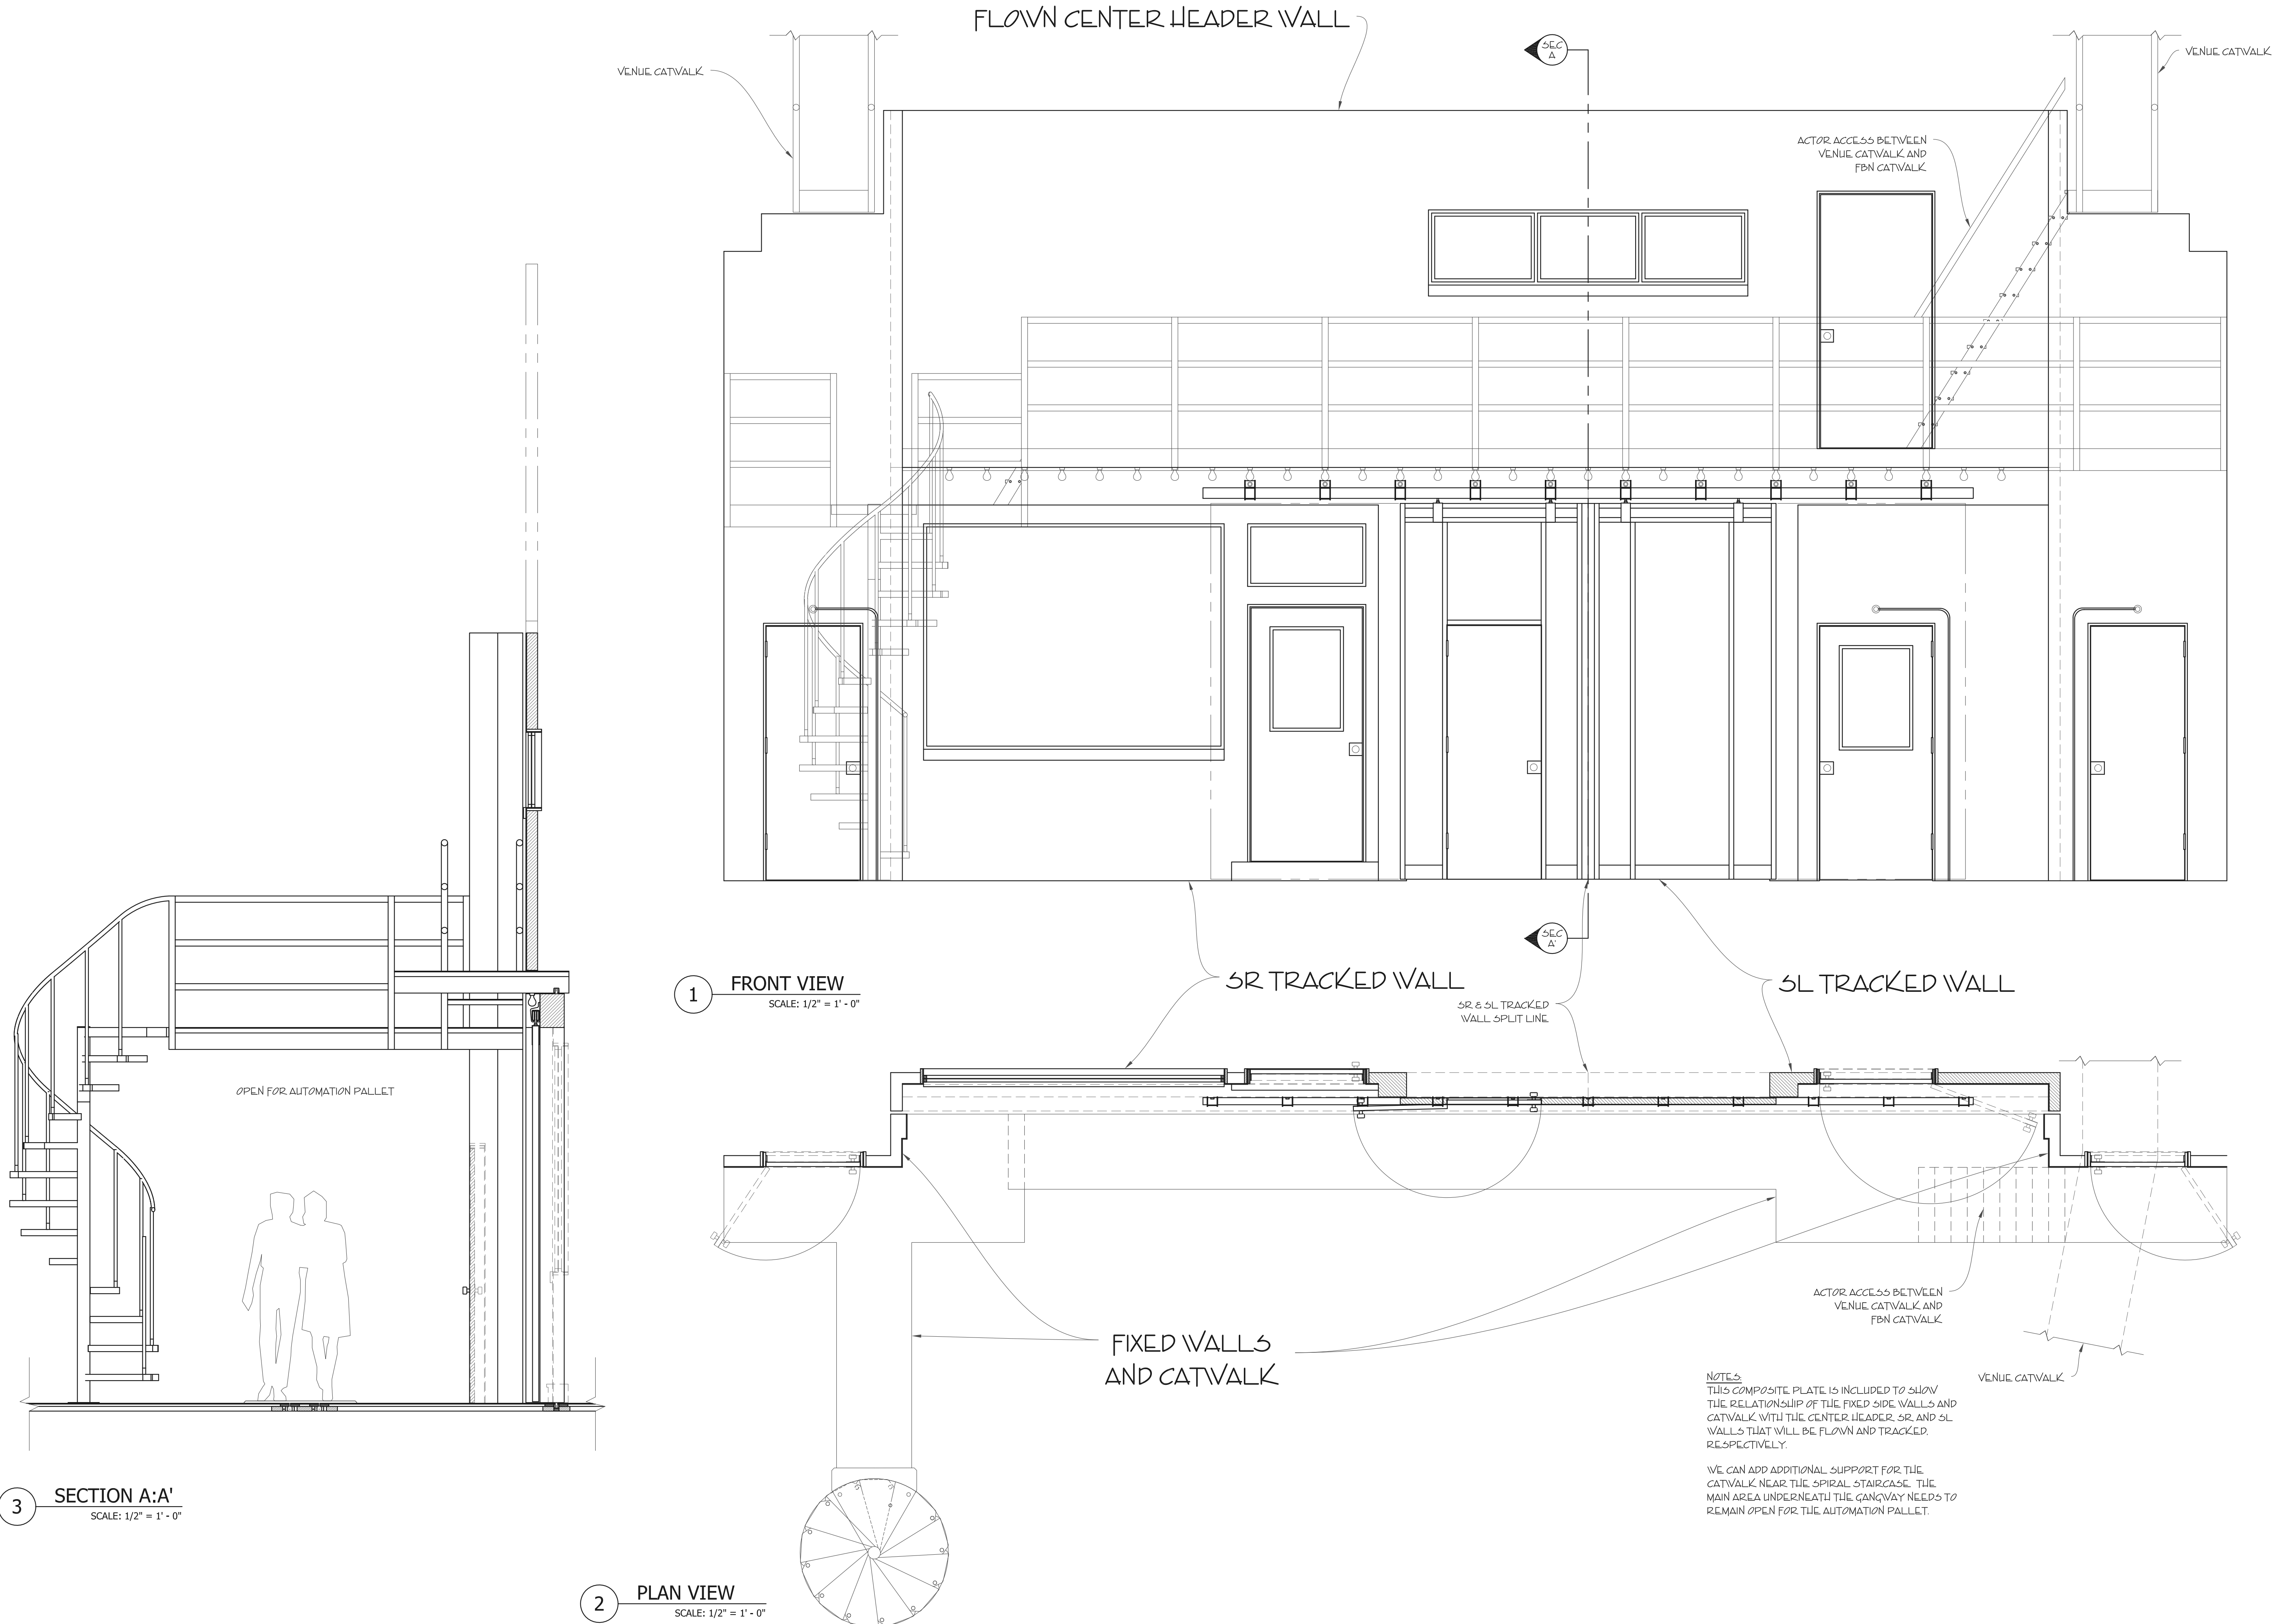 FLOWN CENTER HEADER WALL
SEC
A
VENUE CATWALK
VENUE CATWALK
ACTOR ACCESS BETWEEN
VENUE CATWALK AND
FBN CATWALK
SEC
A'
1
FRONT VIEW
SCALE: 1/2" = 1' - 0"
SR TRACKED WALL
SL TRACKED WALL
SR & SL TRACKED
WALL SPLIT LINE
OPEN FOR AUTOMATION PALLET
ACTOR ACCESS BETWEEN
VENUE CATWALK AND
FBN CATWALK
FIXED WALLS
AND CATWALK
VENUE CATWALK
NOTES:
THIS COMPOSITE PLATE IS INCLUDED TO SHOW
THE RELATIONSHIP OF THE FIXED SIDE WALLS AND
CATWALK WITH THE CENTER HEADER, SR, AND SL
WALLS THAT WILL BE FLOWN AND TRACKED,
RESPECTIVELY.
WE CAN ADD ADDITIONAL SUPPORT FOR THE
CATWALK NEAR THE SPIRAL STAIRCASE. THE
MAIN AREA UNDERNEATH THE GANGWAY NEEDS TO
REMAIN OPEN FOR THE AUTOMATION PALLET.
3
SECTION A:A'
SCALE: 1/2" = 1' - 0"
2
PLAN VIEW
SCALE: 1/2" = 1' - 0"